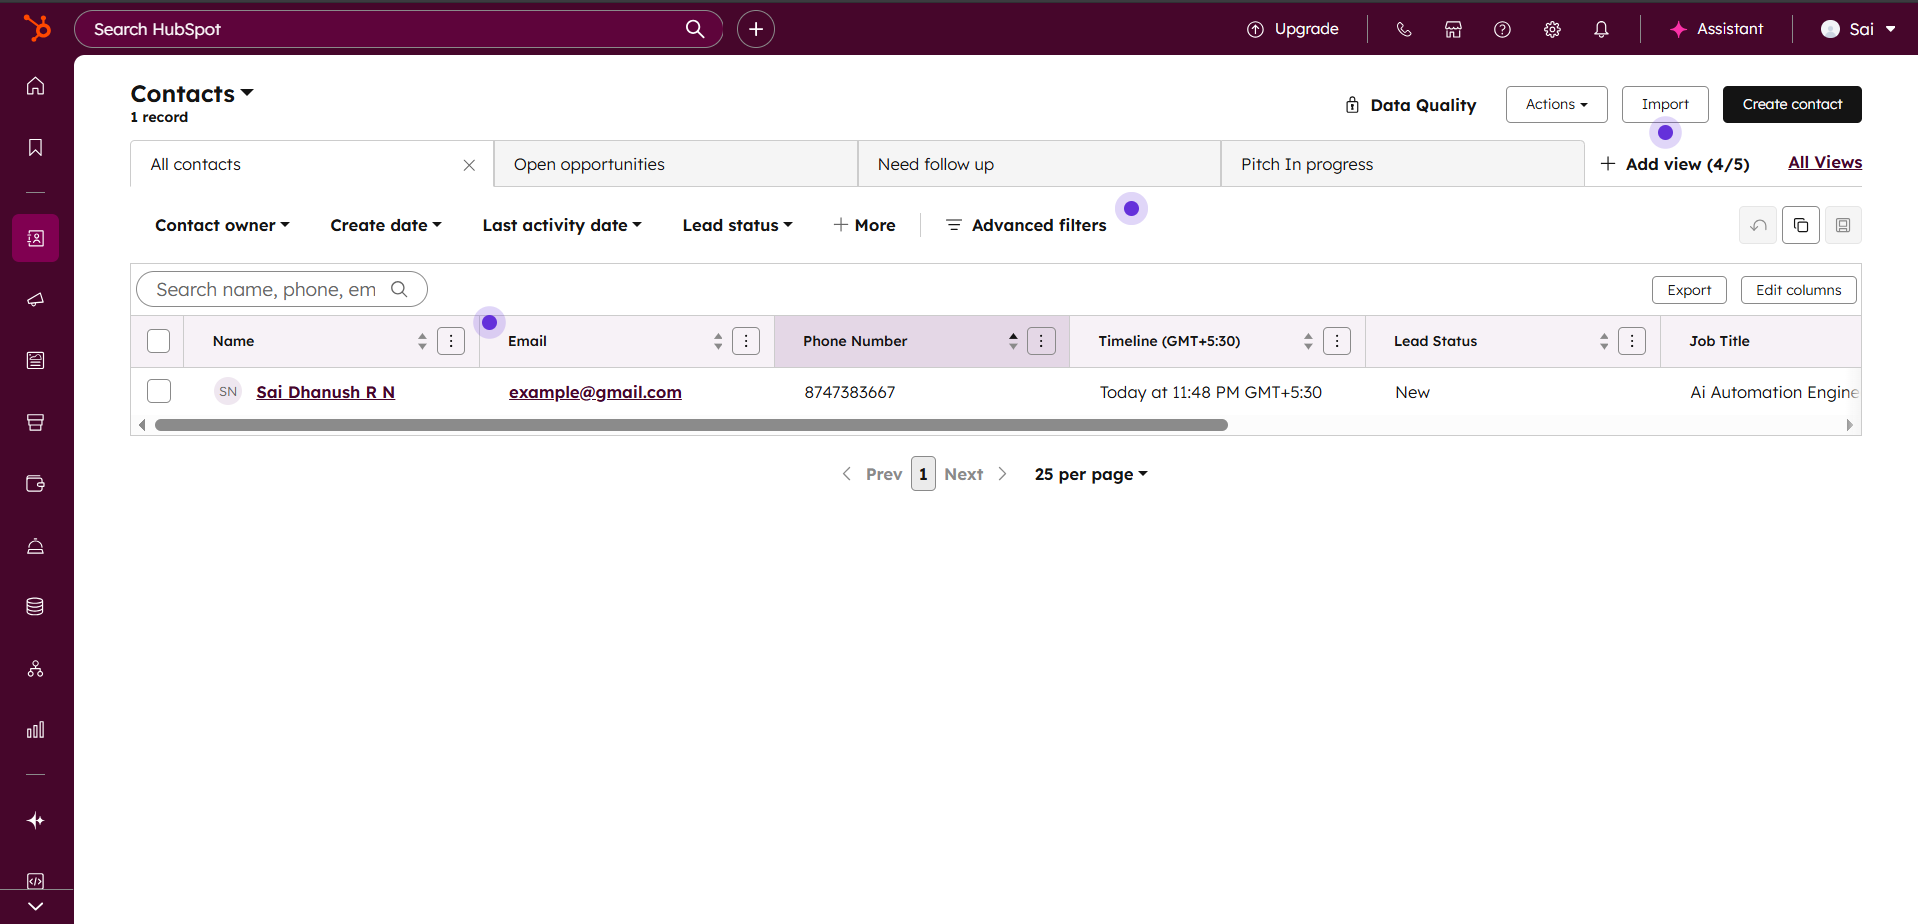 Search HubSpot
Upgrade
Assistant
Sai
Contacts
1 record
Data Quality
Actions
Import
Create contact
All contacts
Open opportunities
Need follow up
Pitch In progress
Add view (4/5)
All Views
Contact owner
Create date
Last activity date
Lead status
More
Advanced filters
Search name, phone, em
Export
Edit columns
Name
Email
Phone Number
Timeline (GMT+5:30)
Lead Status
Job Title
SN
Sai Dhanush R N
example@gmail.com
8747383667
Today at 11:48 PM GMT+5:30
New
Ai Automation Engine
Prev
1
Next
25 per page